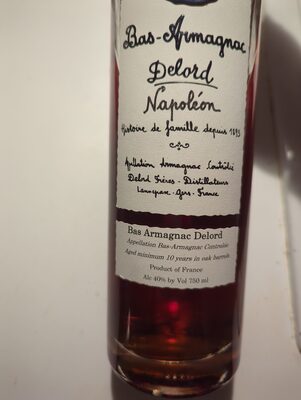 Bas-Armagnac
Delord
Napoléon
Histoire de famille depuis 1893
Appellation Armagnac Contrôlée
Delord Frères - Distillateurs
Lannepax - Gers - France
Bas Armagnac Delord
Appellation Bas-Armagnac Controlee
Aged minimum 10 years in oak barrels
Product of France
Alc 40% by Vol 750 ml